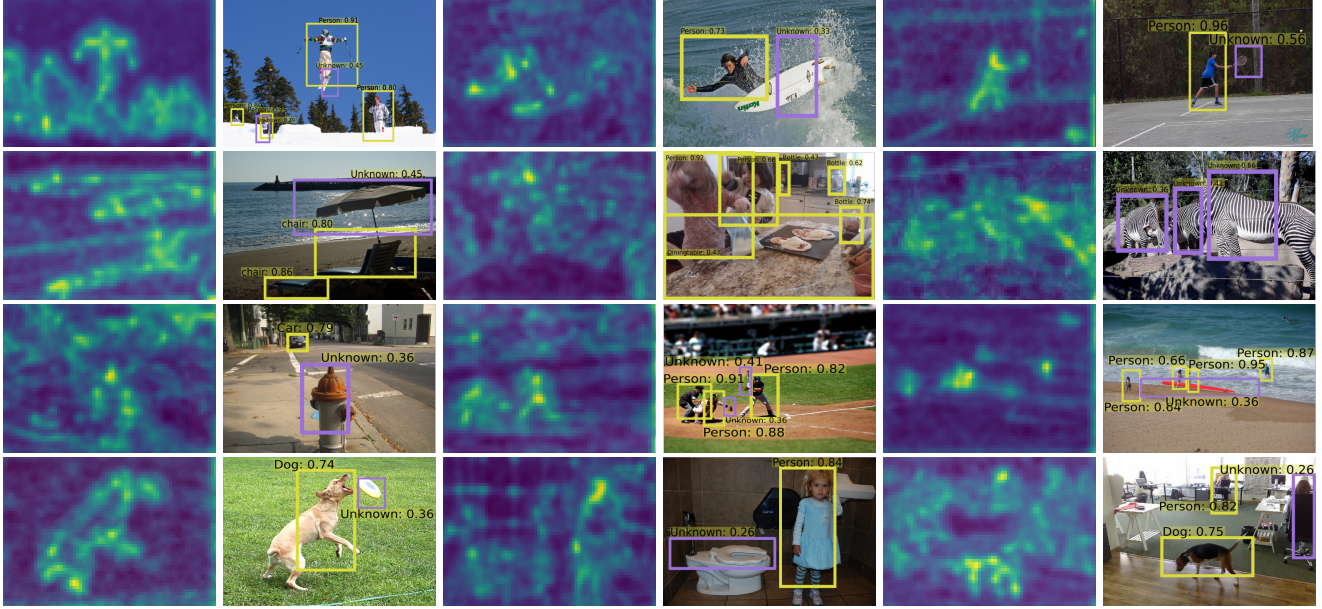 Person: 0.91
Unknown: 0.45
Person: 0.80
Person: 0.73
Unknown: 0.33
Person: 0.96
Unknown: 0.56
Unknown: 0.45
chair: 0.80
chair: 0.86
Person: 0.92
Person: 0.68
Bottle: 0.43
Bottle: 0.62
Bottle: 0.74
Diningtable: 0.43
Unknown: 0.66
Unknown: 0.36
Car: 0.79
Unknown: 0.36
Unknown: 0.41
Person: 0.91
Person: 0.82
Unknown: 0.36
Person: 0.88
Person: 0.66
Person: 0.95
Person: 0.87
Person: 0.84
Unknown: 0.36
Dog: 0.74
Unknown: 0.36
Person: 0.84
Unknown: 0.26
Unknown: 0.26
Person: 0.82
Dog: 0.75